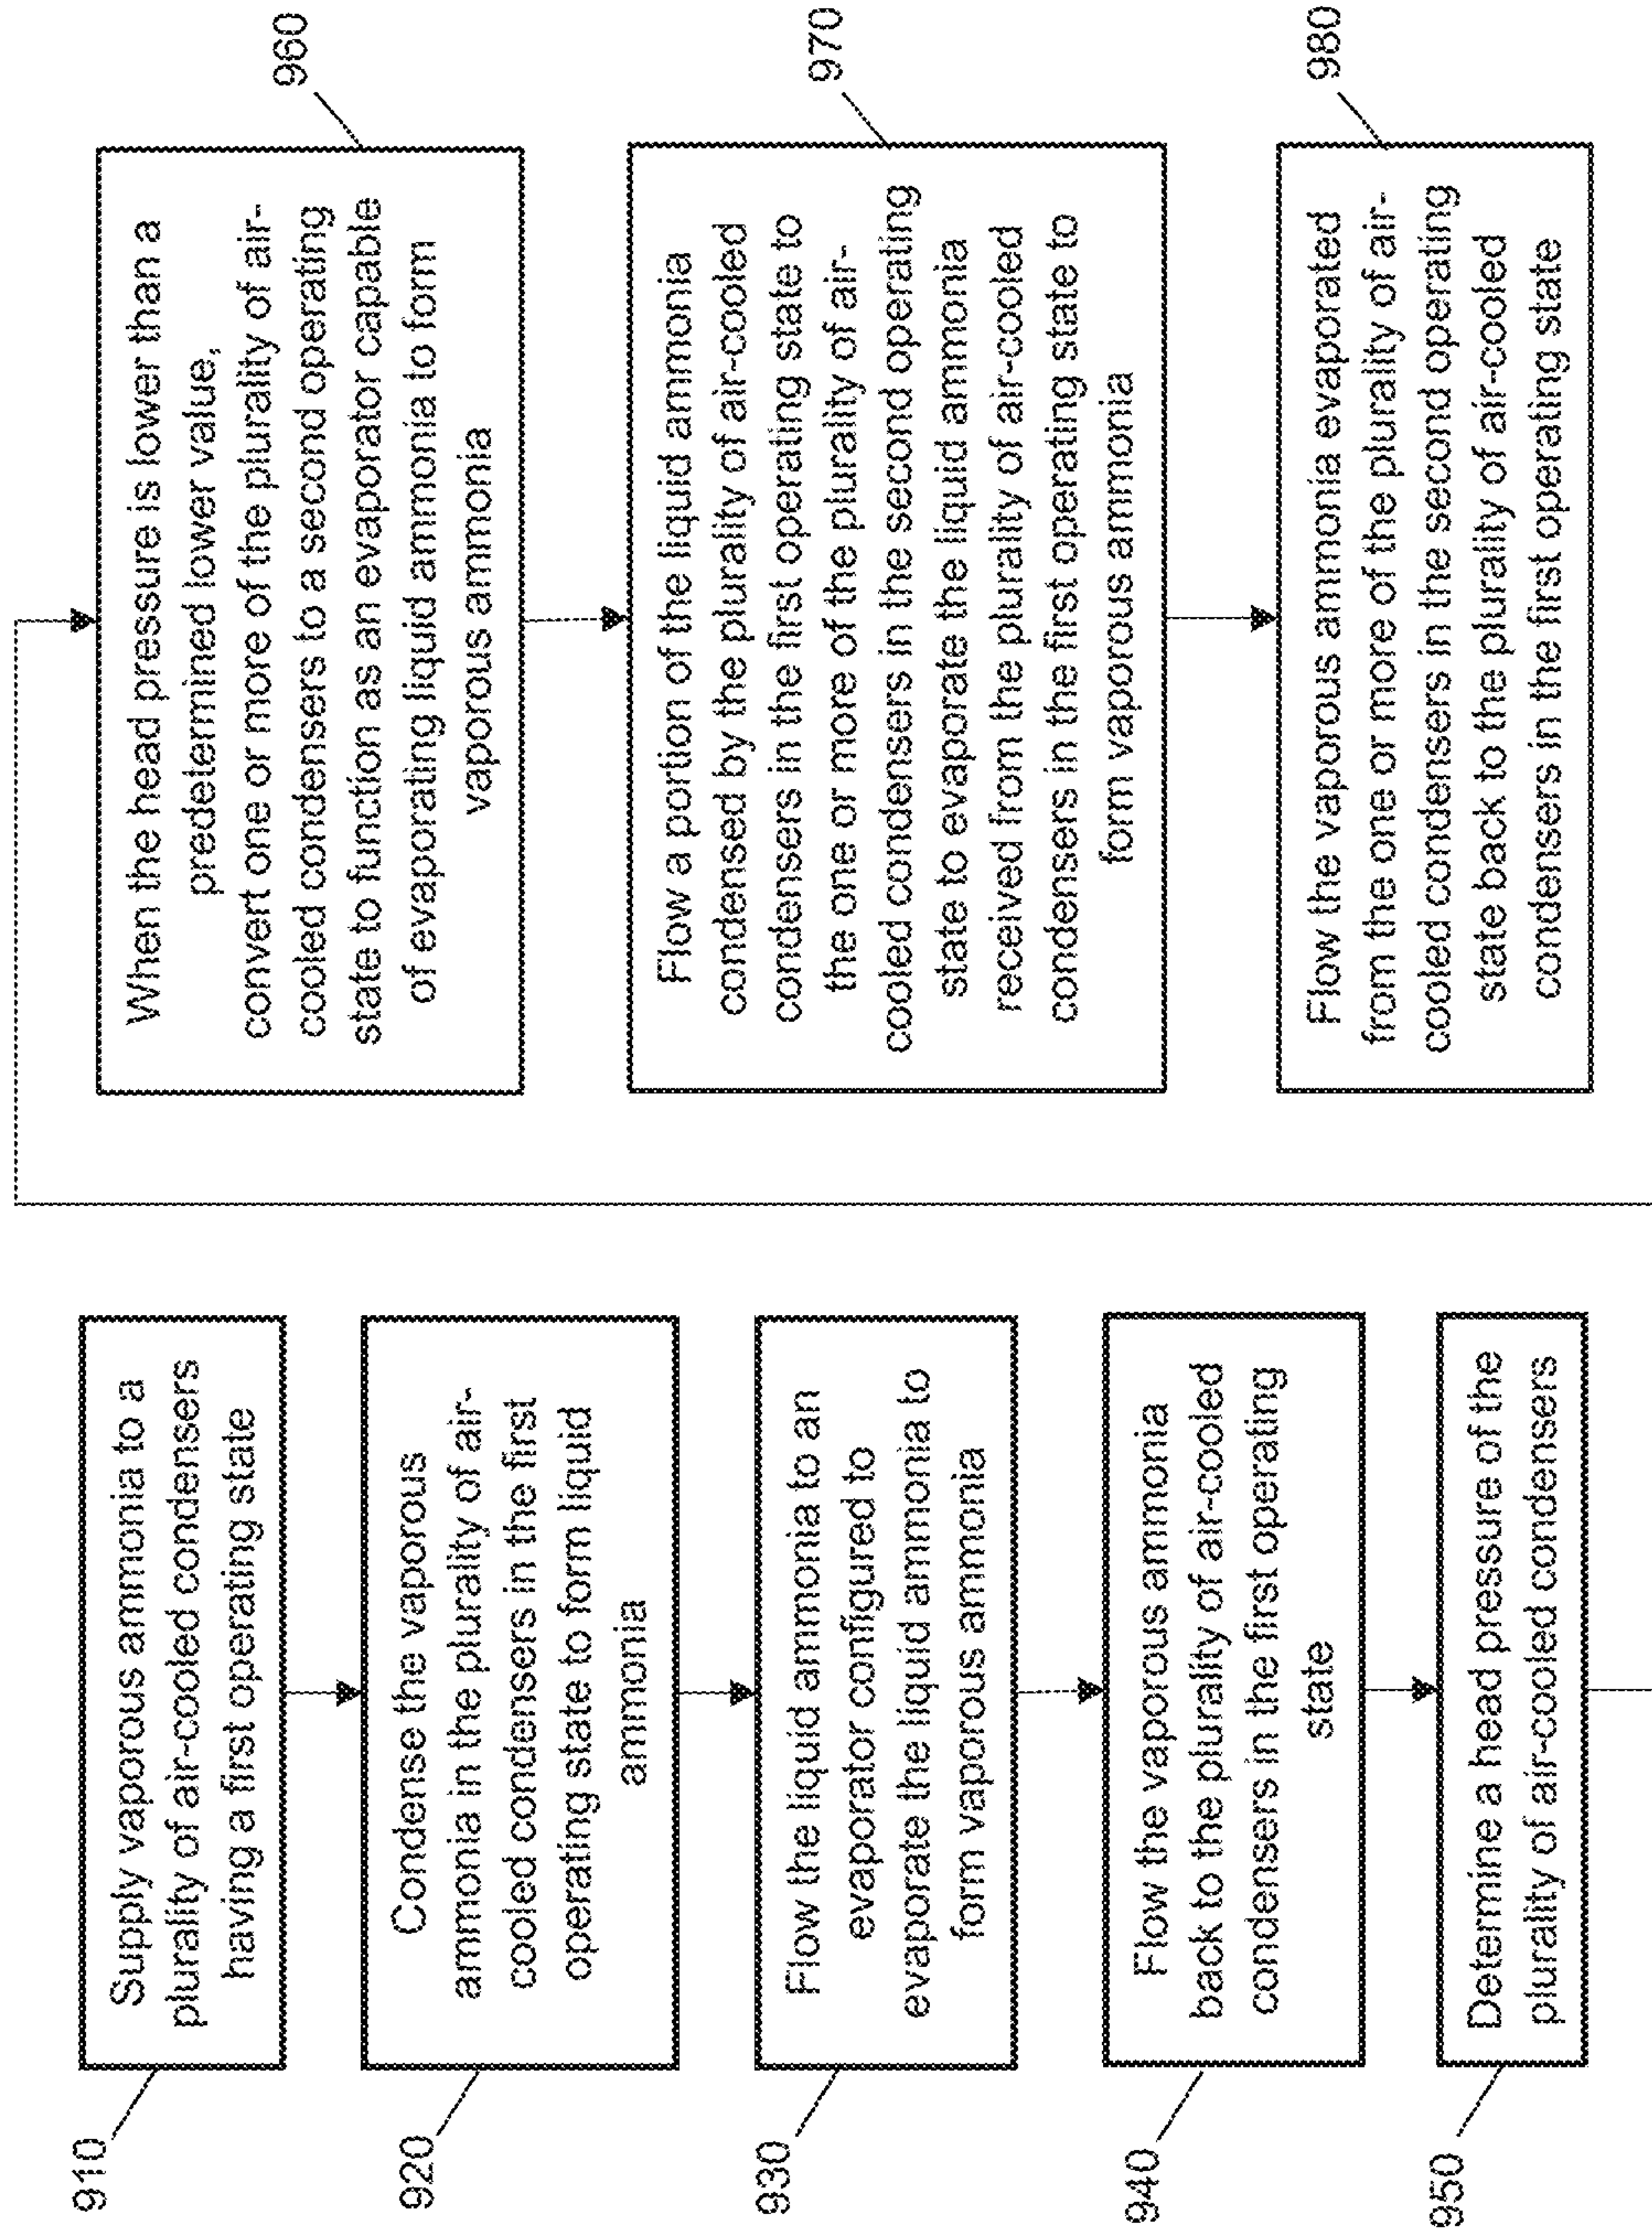 910
Supply vaporous ammonia to a
plurality of air-cooled condensers
having a first operating state
920
Condense the vaporous
ammonia in the plurality of air-
cooled condensers in the first
operating state to form liquid
ammonia
930
Flow the liquid ammonia to an
evaporator configured to
evaporate the liquid ammonia to
form vaporous ammonia
940
Flow the vaporous ammonia
back to the plurality of air-cooled
condensers in the first operating
state
950
Determine a head pressure of the
plurality of air-cooled condensers
960
When the head pressure is lower than a
predetermined lower value,
convert one or more of the plurality of air-
cooled condensers to a second operating
state to function as an evaporator capable
of evaporating liquid ammonia to form
vaporous ammonia
970
Flow a portion of the liquid ammonia
condensed by the plurality of air-cooled
condensers in the first operating state to
the one or more of the plurality of air-
cooled condensers in the second operating
state to evaporate the liquid ammonia
received from the plurality of air-cooled
condensers in the first operating state to
form vaporous ammonia
980
Flow the vaporous ammonia evaporated
from the one or more of the plurality of air-
cooled condensers in the second operating
state back to the plurality of air-cooled
condensers in the first operating state